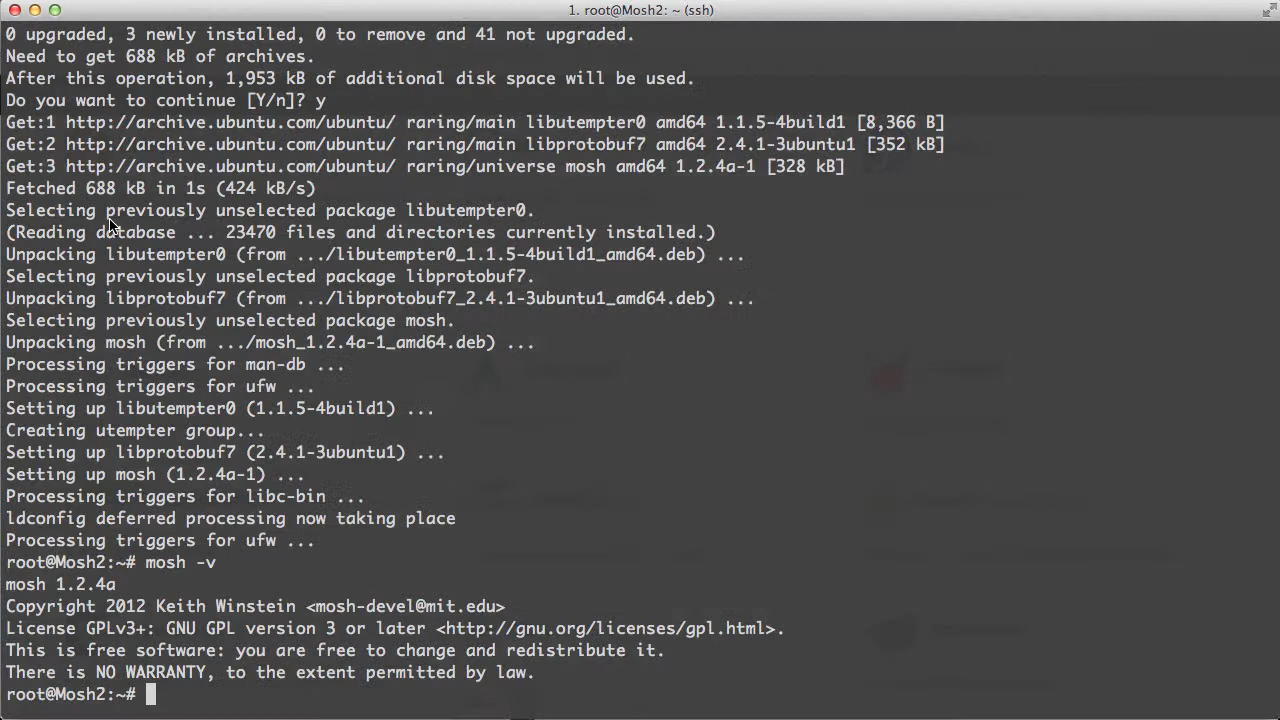 1. root@Mosh2: ~ (ssh)
0 upgraded, 3 newly installed, 0 to remove and 41 not upgraded.
Need to get 688 kB of archives.
After this operation, 1,953 kB of additional disk space will be used.
Do you want to continue [Y/n]? y
Get:1 http://archive.ubuntu.com/ubuntu/ raring/main libutempter0 amd64 1.1.5-4build1 [8,366 B]
Get:2 http://archive.ubuntu.com/ubuntu/ raring/main libprotobuf7 amd64 2.4.1-3ubuntu1 [352 kB]
Get:3 http://archive.ubuntu.com/ubuntu/ raring/universe mosh amd64 1.2.4a-1 [328 kB]
Fetched 688 kB in 1s (424 kB/s)
Selecting previously unselected package libutempter0.
(Reading database ... 23470 files and directories currently installed.)
Unpacking libutempter0 (from .../libutempter0_1.1.5-4build1_amd64.deb) ...
Selecting previously unselected package libprotobuf7.
Unpacking libprotobuf7 (from .../libprotobuf7_2.4.1-3ubuntu1_amd64.deb) ...
Selecting previously unselected package mosh.
Unpacking mosh (from .../mosh_1.2.4a-1_amd64.deb) ...
Processing triggers for man-db ...
Processing triggers for ufw ...
Setting up libutempter0 (1.1.5-4build1) ...
Creating utempter group...
Setting up libprotobuf7 (2.4.1-3ubuntu1) ...
Setting up mosh (1.2.4a-1) ...
Processing triggers for libc-bin ...
ldconfig deferred processing now taking place
Processing triggers for ufw ...
root@Mosh2:~# mosh -v
mosh 1.2.4a
Copyright 2012 Keith Winstein <mosh-devel@mit.edu>
License GPLv3+: GNU GPL version 3 or later <http://gnu.org/licenses/gpl.html>.
This is free software: you are free to change and redistribute it.
There is NO WARRANTY, to the extent permitted by law.
root@Mosh2:~#